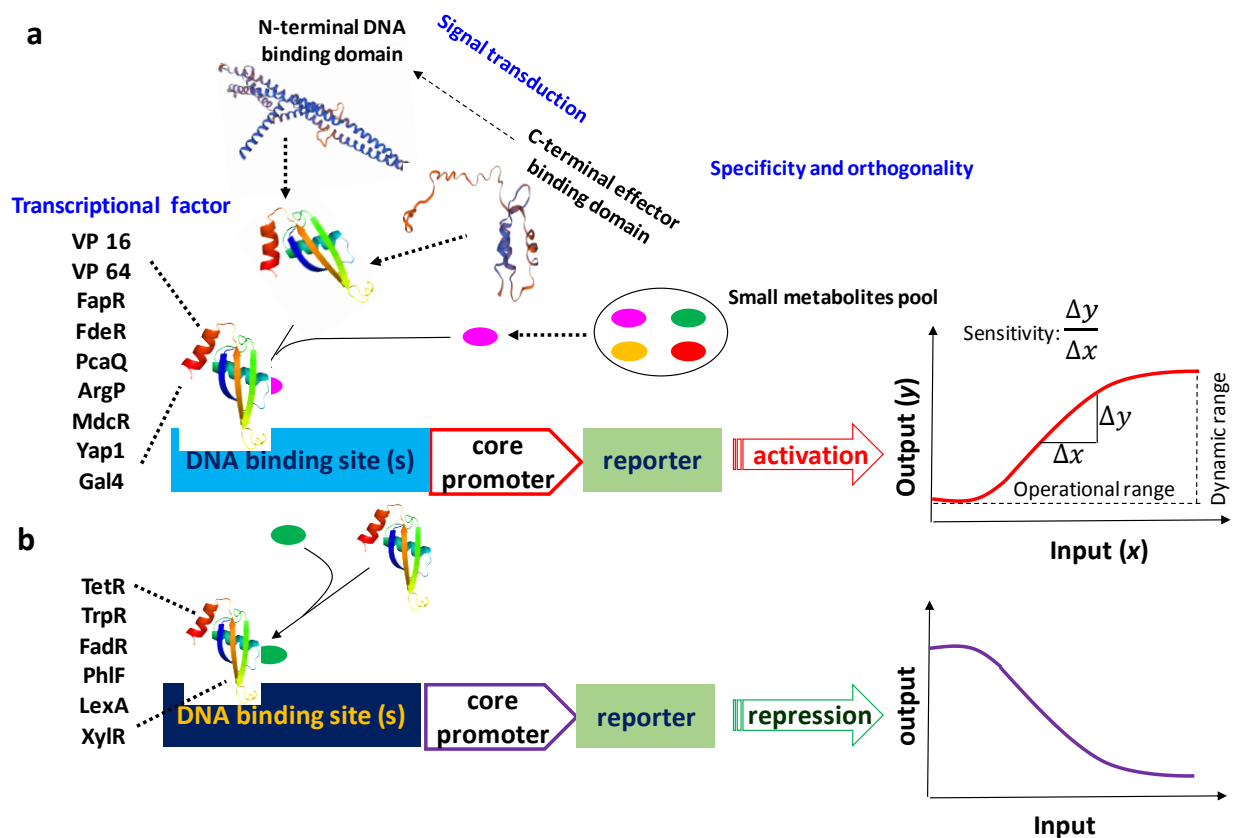 a
N-terminal DNA
binding domain
Signal transduction
C-terminal effector
binding domain
Specificity and orthogonality
Transcriptional factor
VP 16
VP 64
FapR
FdeR
PcaQ
ArgP
MdcR
Yap1
Gal4
Small metabolites pool
DNA binding site (s)
core
promoter
reporter
activation
Sensitivity: Δy/Δx
Output (y)
Δy
Δx
Operational range
Dynamic range
Input (x)
b
TetR
TrpR
FadR
PhlF
LexA
XylR
DNA binding site (s)
core
promoter
reporter
repression
output
Input